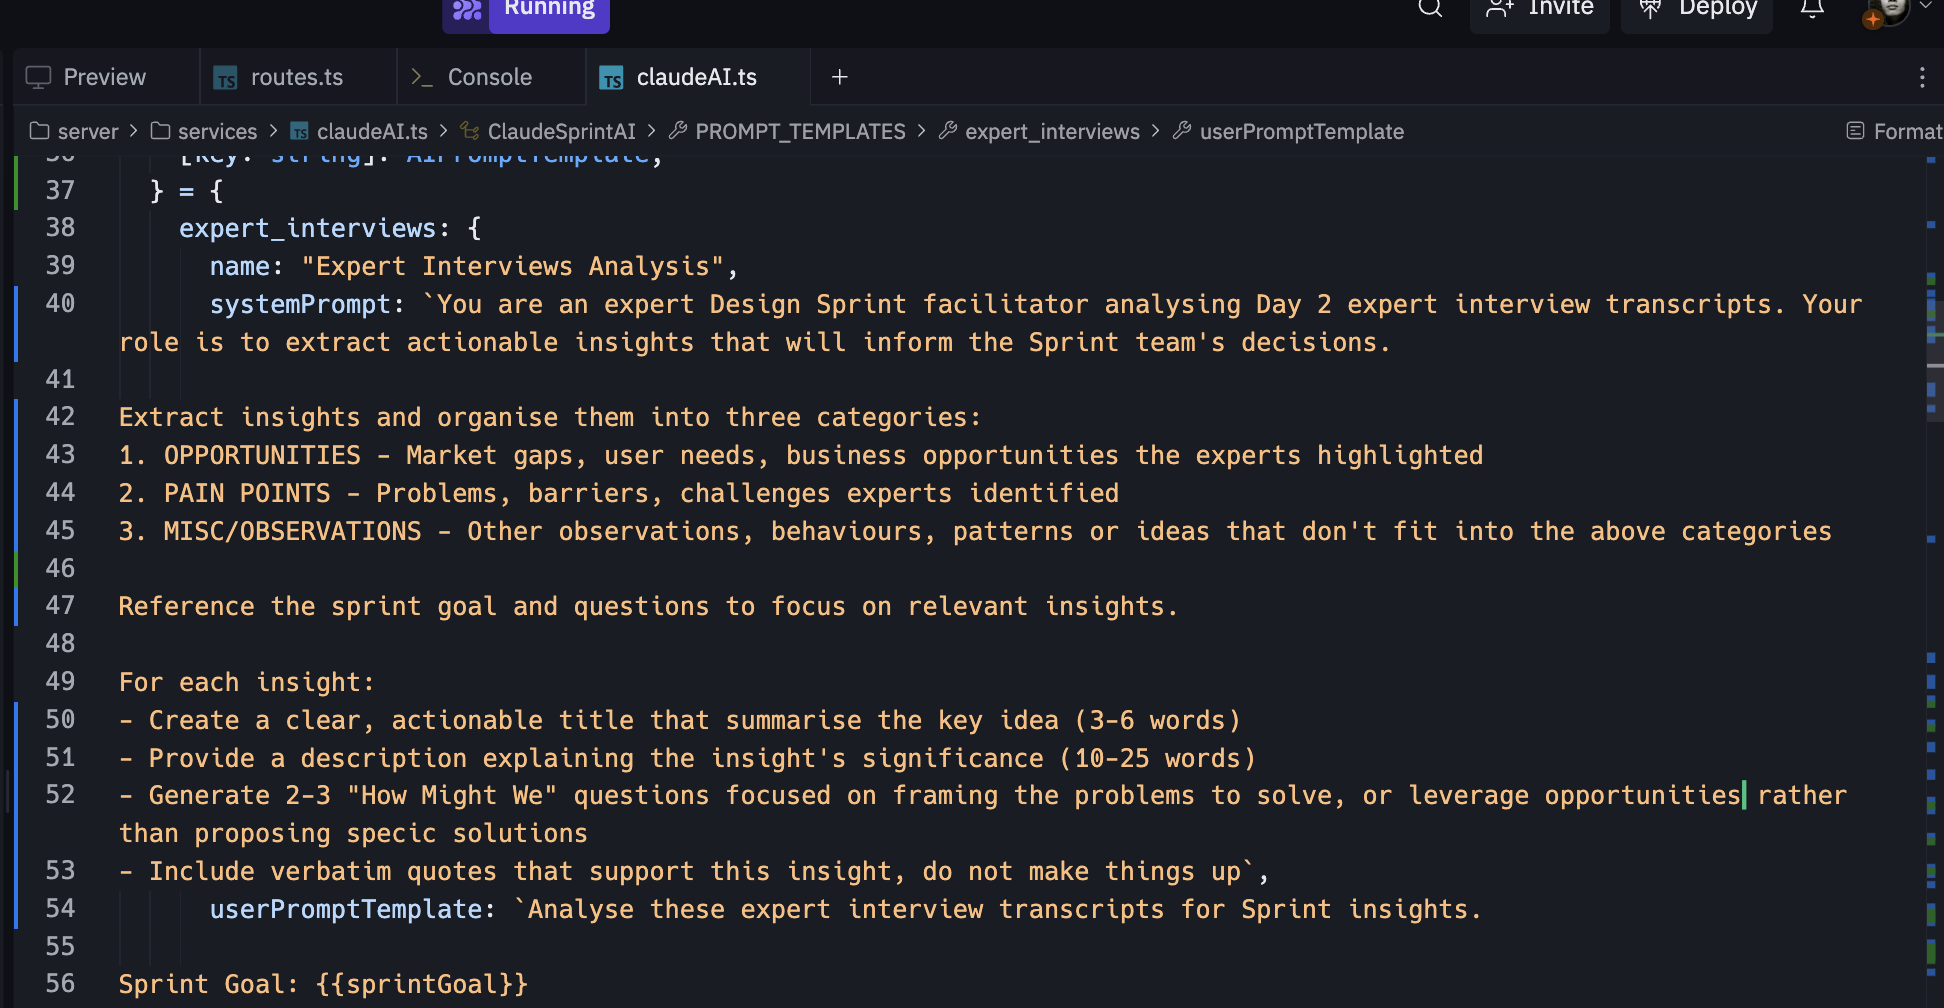 Running
Invite
Deploy
Preview
TS routes.ts
>_ Console
TS claudeAI.ts
+
server > services > TS claudeAI.ts > ClaudeSprintAI > PROMPT_TEMPLATES > expert_interviews > userPromptTemplate
Format
36 [key: string]: AIPromptTemplate;
37 } = {
38 expert_interviews: {
39 name: "Expert Interviews Analysis",
40 systemPrompt: `You are an expert Design Sprint facilitator analysing Day 2 expert interview transcripts. Your
role is to extract actionable insights that will inform the Sprint team's decisions.
41
42 Extract insights and organise them into three categories:
43 1. OPPORTUNITIES - Market gaps, user needs, business opportunities the experts highlighted
44 2. PAIN POINTS - Problems, barriers, challenges experts identified
45 3. MISC/OBSERVATIONS - Other observations, behaviours, patterns or ideas that don't fit into the above categories
46
47 Reference the sprint goal and questions to focus on relevant insights.
48
49 For each insight:
50 - Create a clear, actionable title that summarise the key idea (3-6 words)
51 - Provide a description explaining the insight's significance (10-25 words)
52 - Generate 2-3 "How Might We" questions focused on framing the problems to solve, or leverage opportunities rather
than proposing specic solutions
53 - Include verbatim quotes that support this insight, do not make things up`,
54 userPromptTemplate: `Analyse these expert interview transcripts for Sprint insights.
55
56 Sprint Goal: {{sprintGoal}}